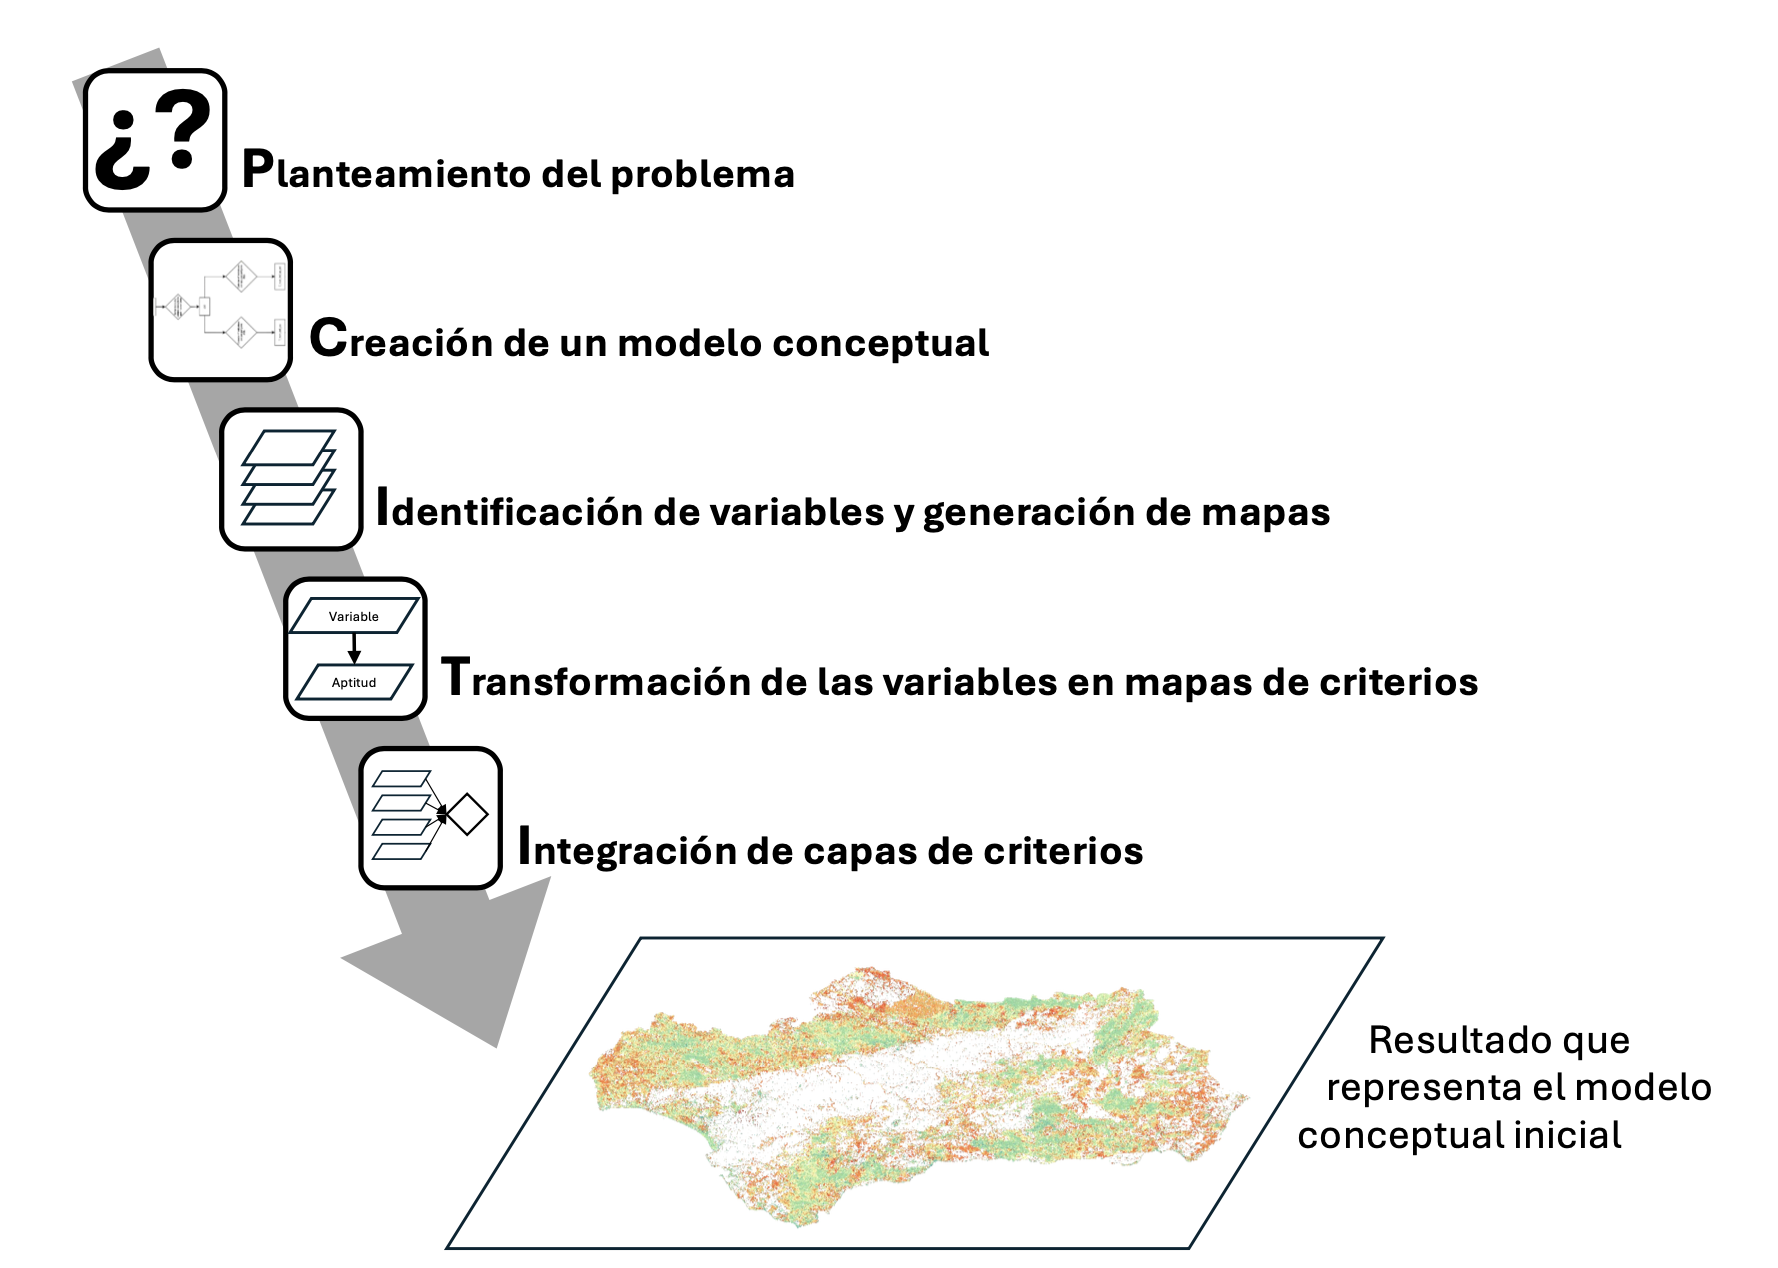 ¿?
Planteamiento del problema
Creación de un modelo conceptual
Identificación de variables y generación de mapas
Variable
Aptitud
Transformación de las variables en mapas de criterios
Integración de capas de criterios
Resultado que
representa el modelo
conceptual inicial